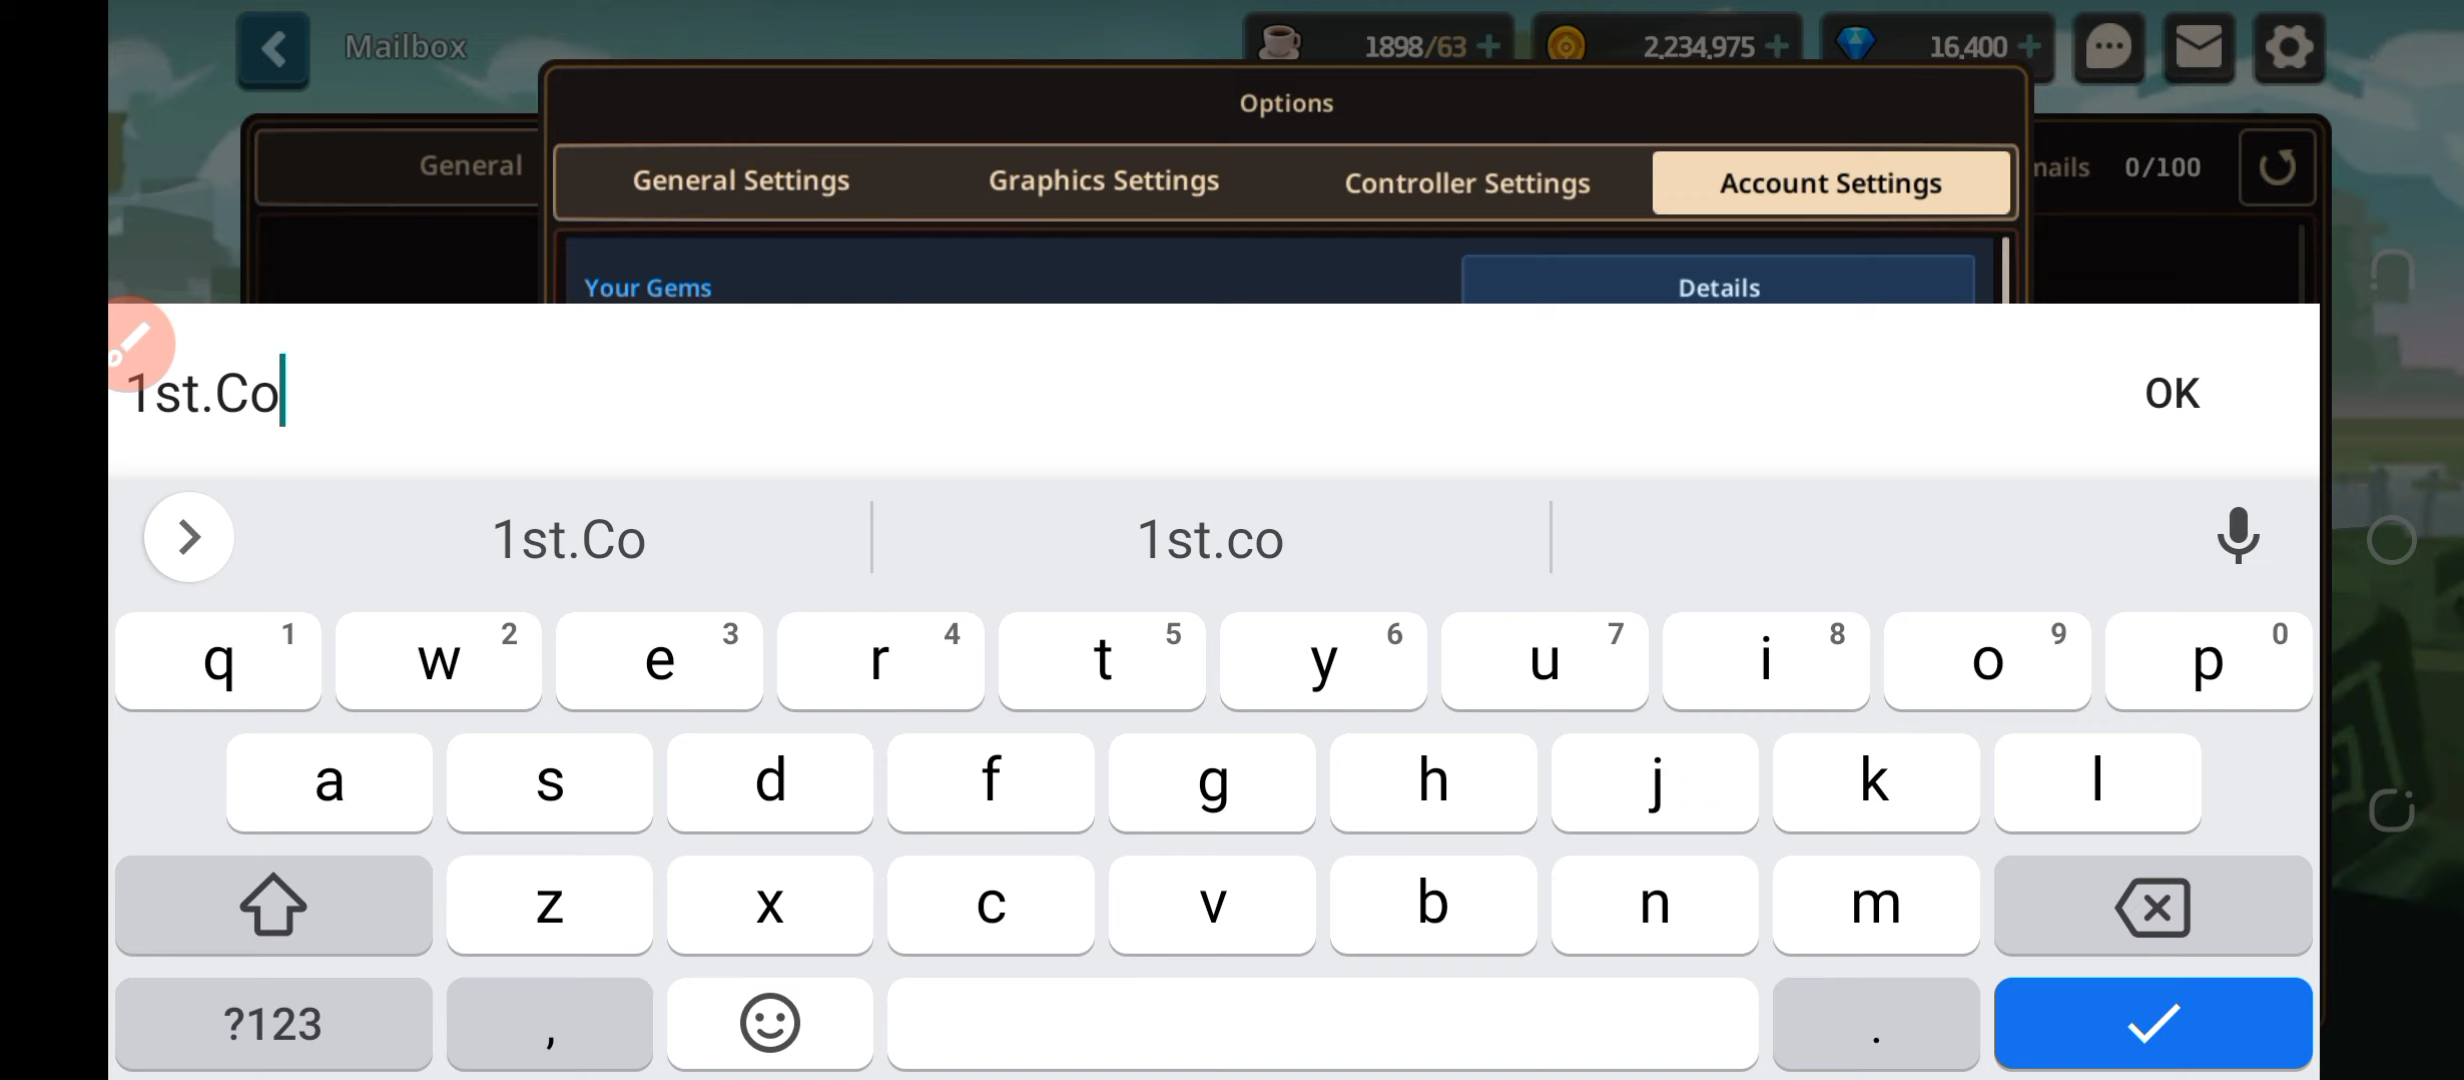 Mailbox
1898/63 +
2,234,975 +
16,400 +
Options
General
General Settings
Graphics Settings
Controller Settings
Account Settings
mails 0/100
Your Gems
Details
1st.Co
OK
1st.Co
1st.co
q 1 w 2 e 3 r 4 t 5 y 6 u 7 i 8 o 9 p 0
a s d f g h j k l
z x c v b n m
?123 , .